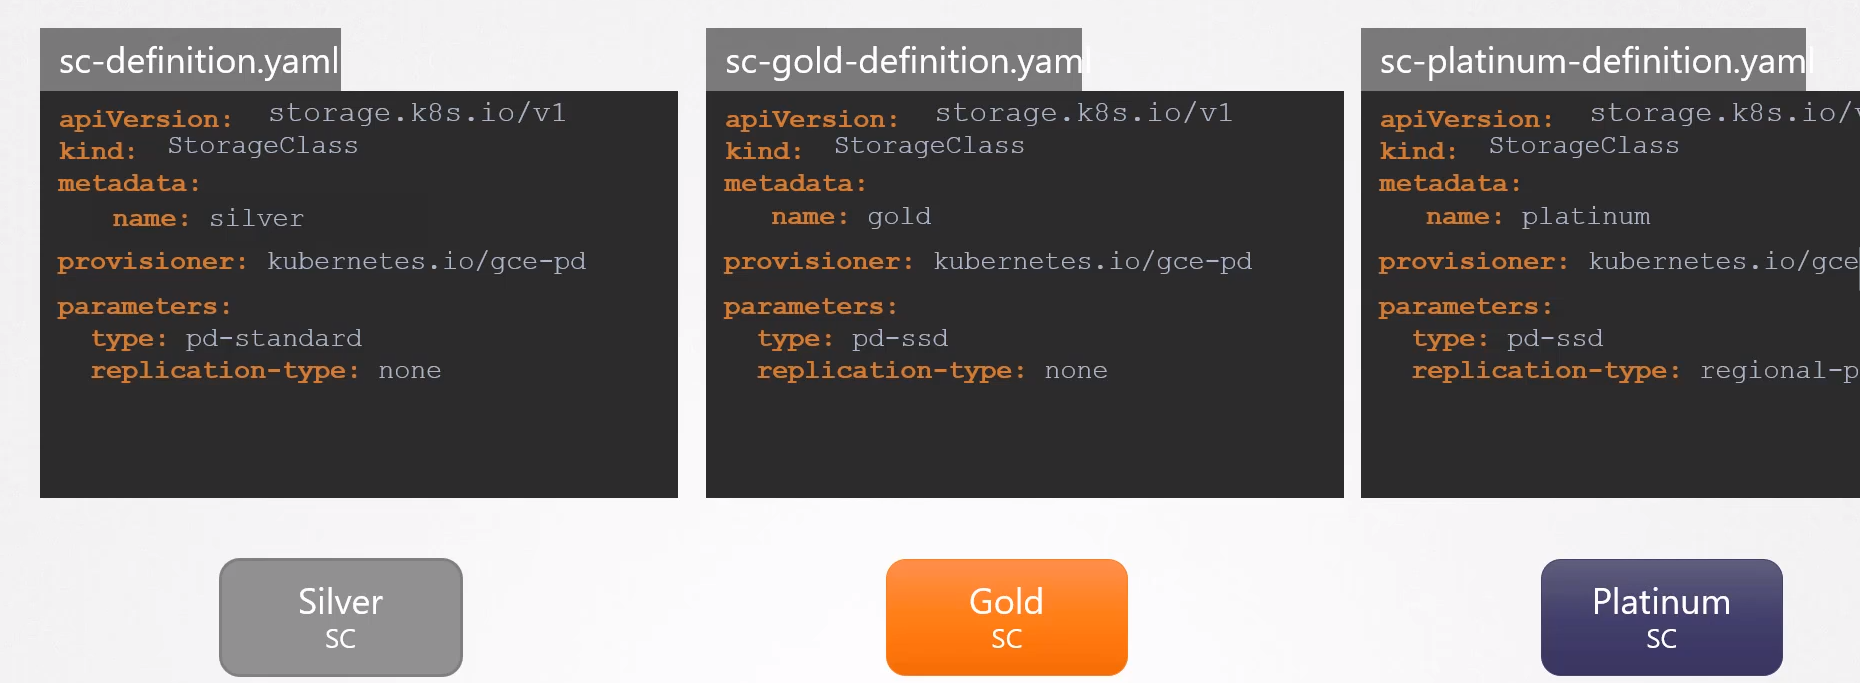 sc-definition.yaml
apiVersion: storage.k8s.io/v1
kind: StorageClass
metadata:
name: silver
provisioner: kubernetes.io/gce-pd
parameters:
type: pd-standard
replication-type: none
sc-gold-definition.yaml
apiVersion: storage.k8s.io/v1
kind: StorageClass
metadata:
name: gold
provisioner: kubernetes.io/gce-pd
parameters:
type: pd-ssd
replication-type: none
sc-platinum-definition.yaml
apiVersion: storage.k8s.io/v
kind: StorageClass
metadata:
name: platinum
provisioner: kubernetes.io/gce
parameters:
type: pd-ssd
replication-type: regional-p
Silver
SC
Gold
SC
Platinum
SC